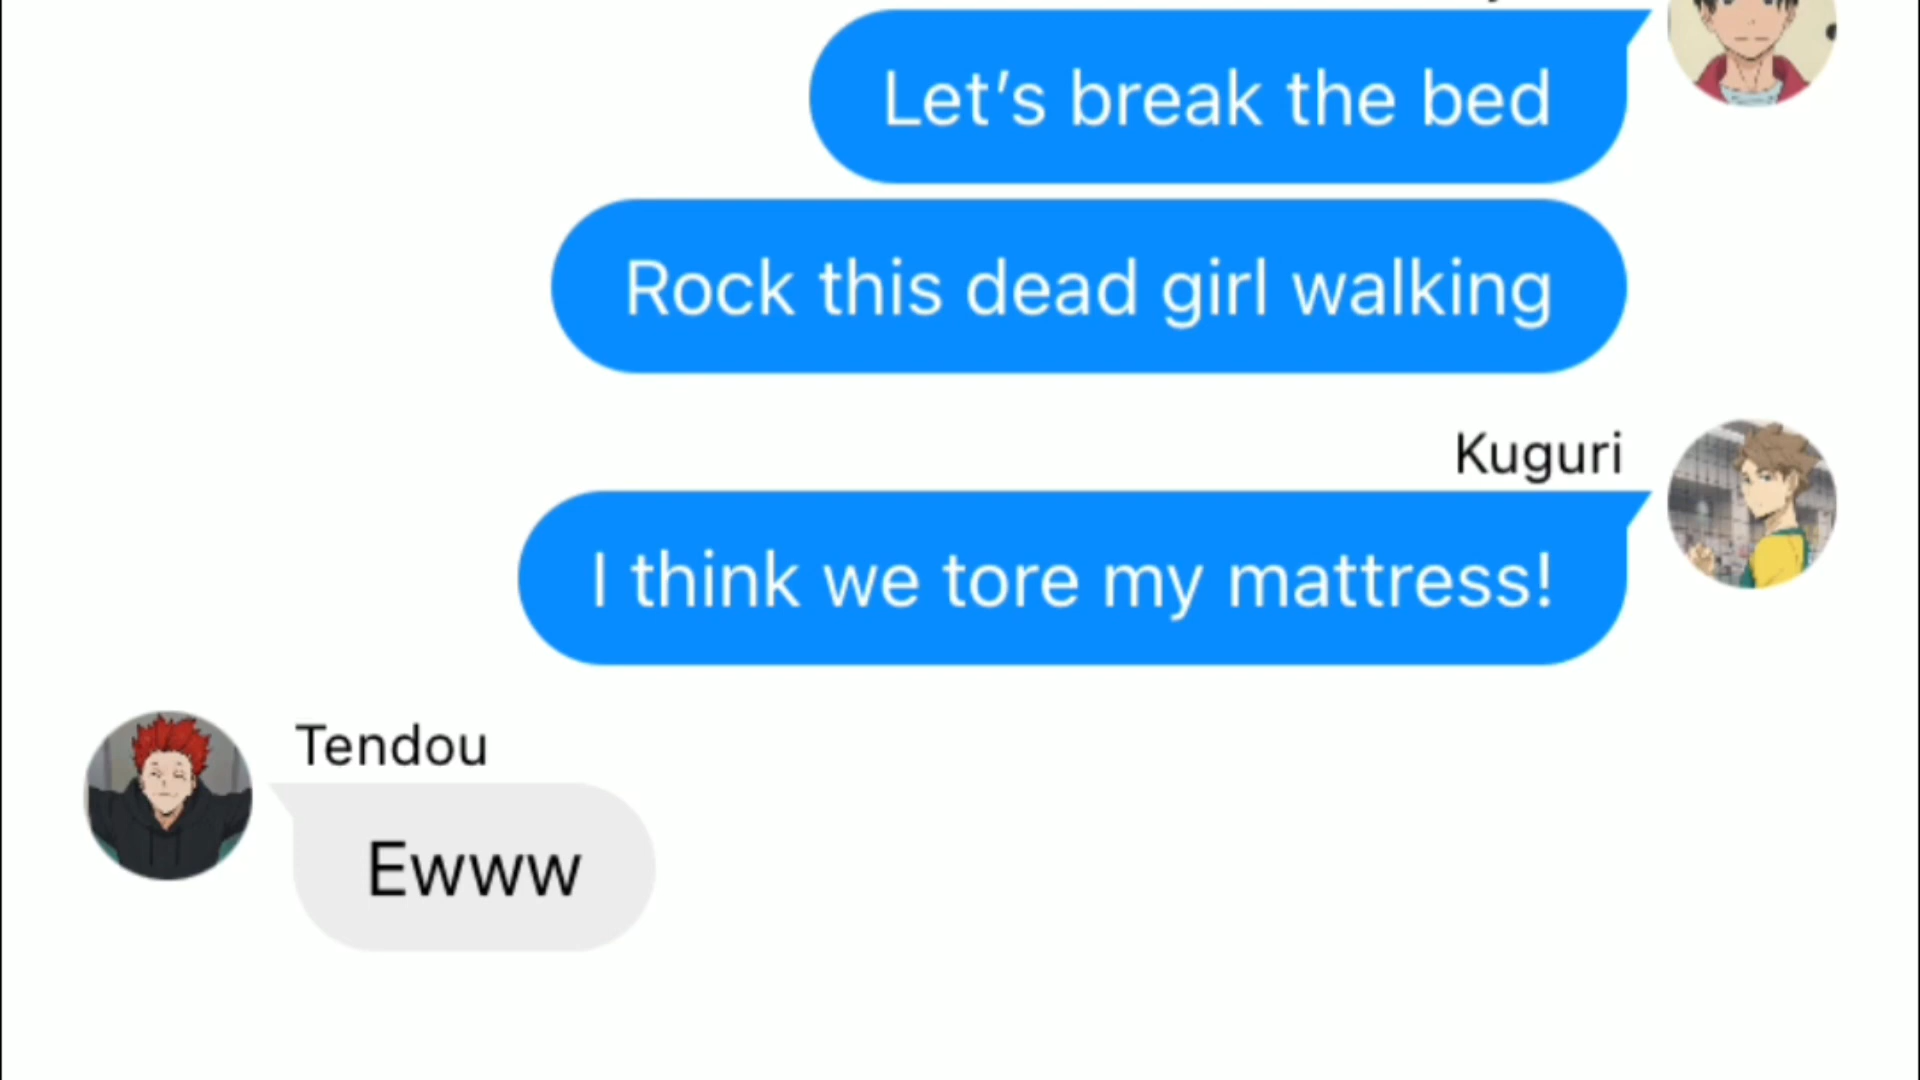 Let’s break the bed
Rock this dead girl walking
Kuguri
I think we tore my mattress!
Tendou
Ewww